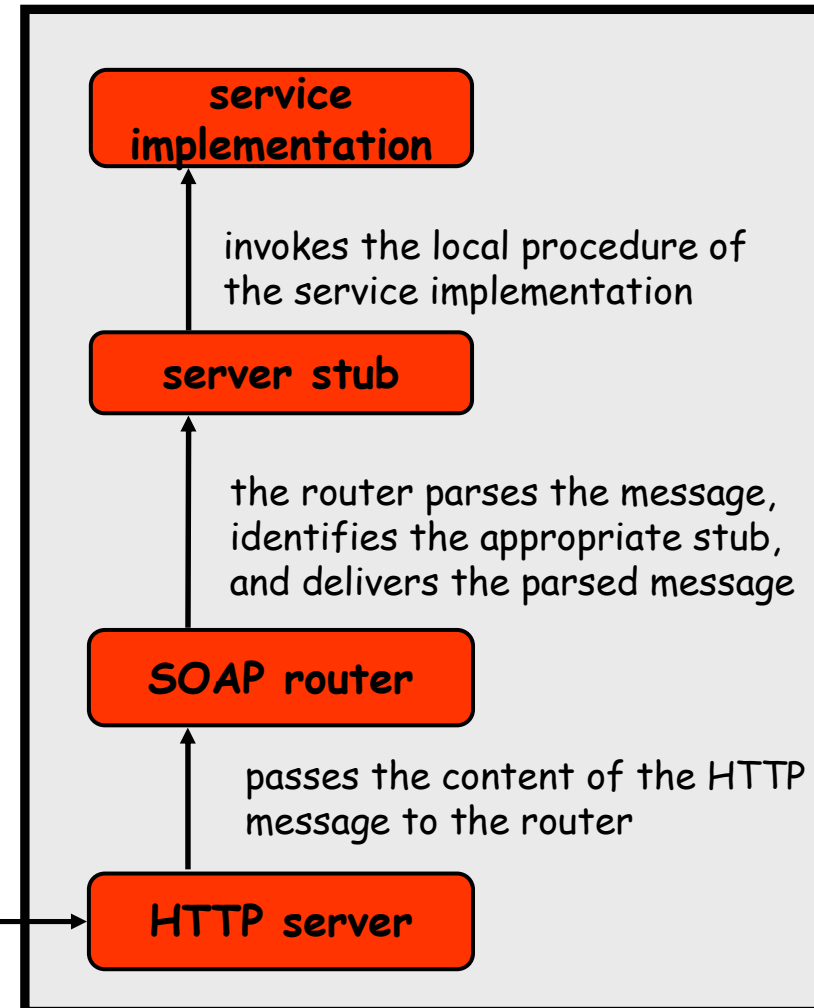 service
implementation
invokes the local procedure of
the service implementation
server stub
the router parses the message,
identifies the appropriate stub,
and delivers the parsed message
SOAP router
passes the content of the HTTP
message to the router
HTTP server